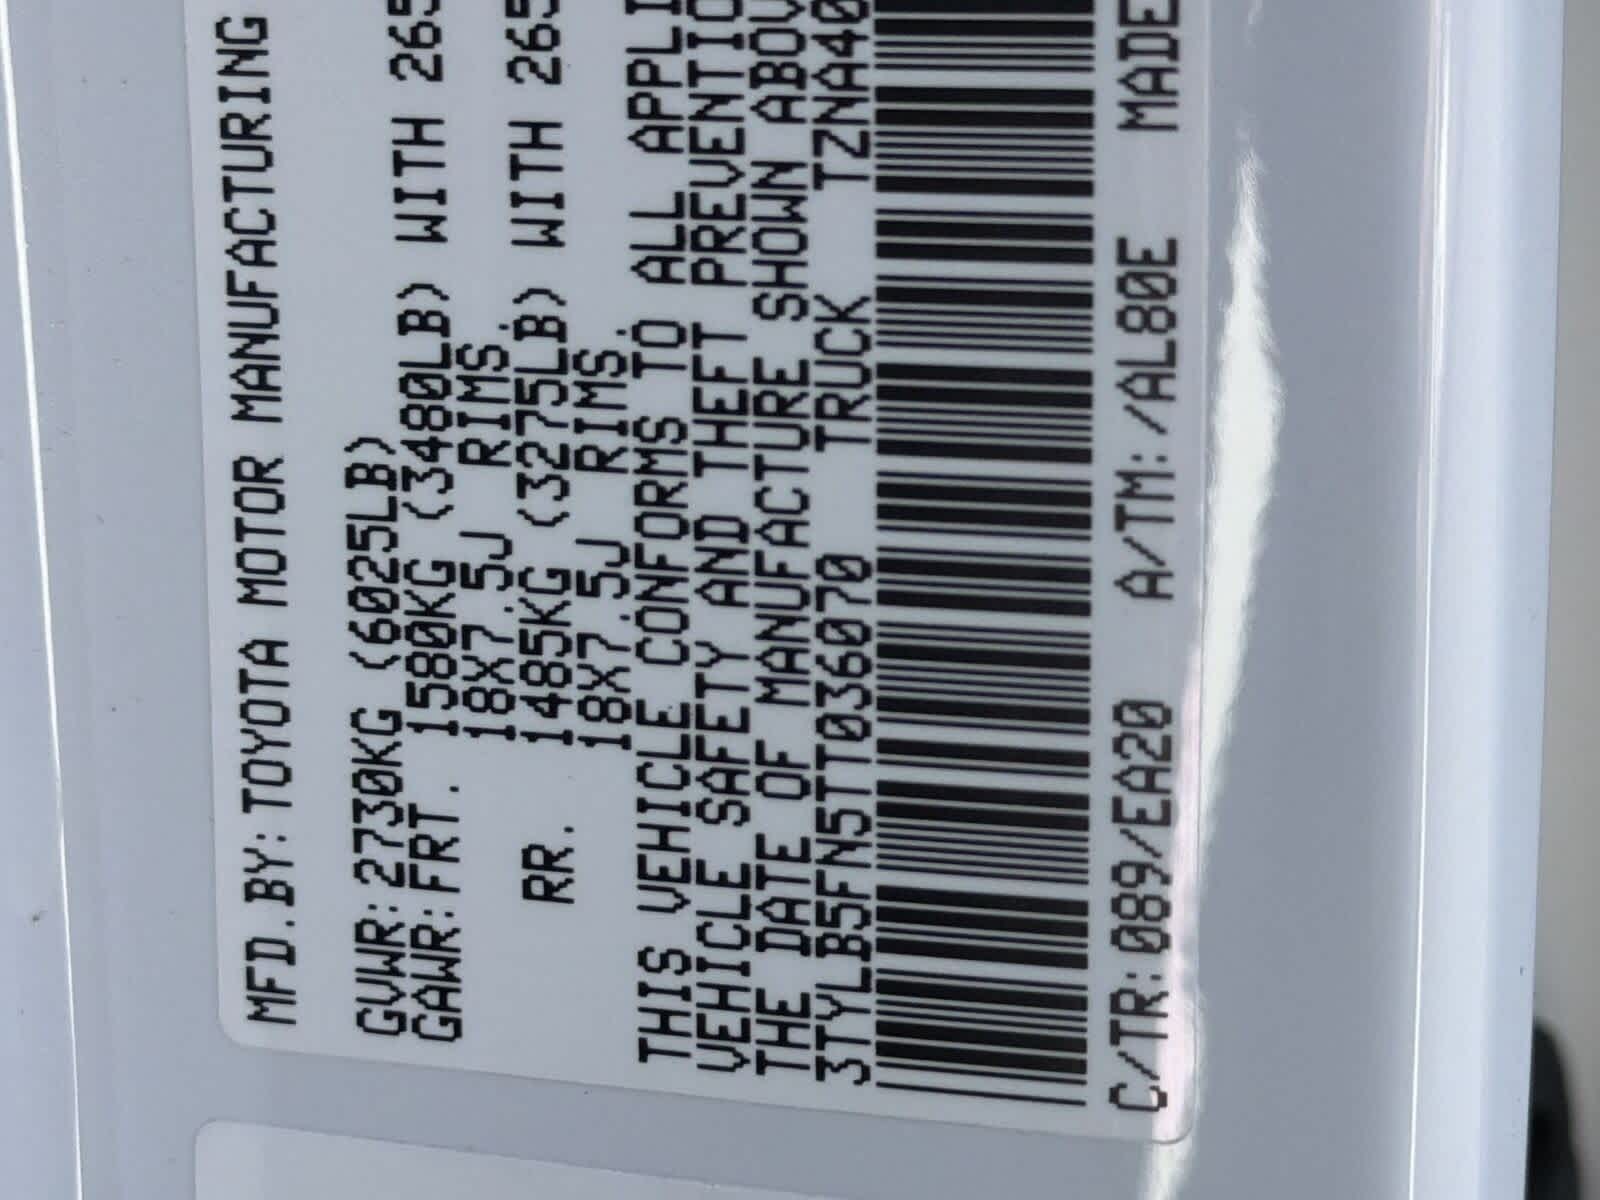 MFD.BY:TOYOTA MOTOR MANUFACTURING
GVWR:2730KG (6025LB)
GAWR:FRT. 1580KG (3480LB) WITH 265
18X7.5J RIMS.
RR. 1485KG (3275LB) WITH 265
18X7.5J RIMS.
THIS VEHICLE CONFORMS TO ALL APPLI
VEHICLE SAFETY AND THEFT PREVENTIO
THE DATE OF MANUFACTURE SHOWN ABOV
3TYLB5FN5TT036070 TRUCK TZNA40
C/TR:089/EA20 A/TM:/AL80E MADE